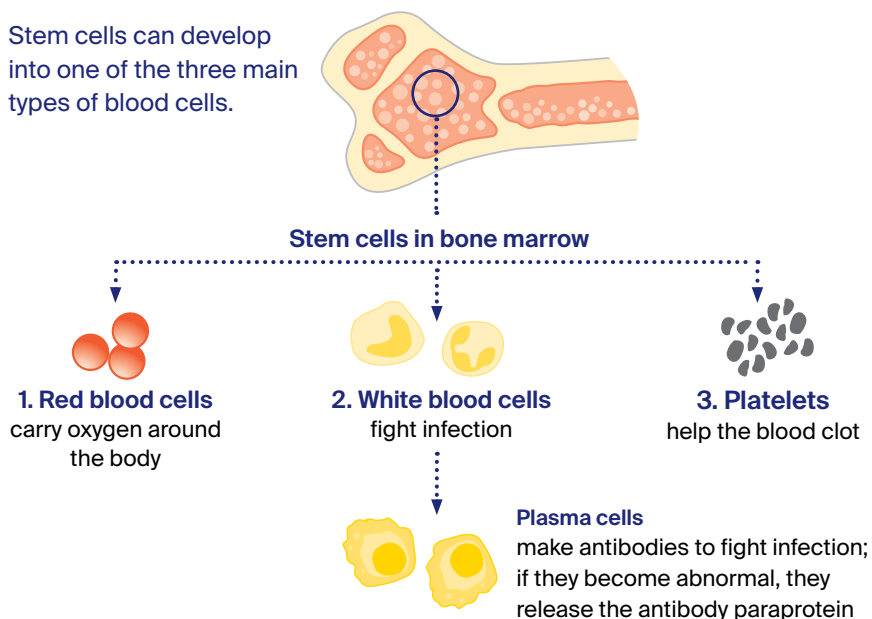 Stem cells can develop
into one of the three main
types of blood cells.
Stem cells in bone marrow
1. Red blood cells
carry oxygen around
the body
2. White blood cells
fight infection
3. Platelets
help the blood clot
Plasma cells
make antibodies to fight infection;
if they become abnormal, they
release the antibody paraprotein